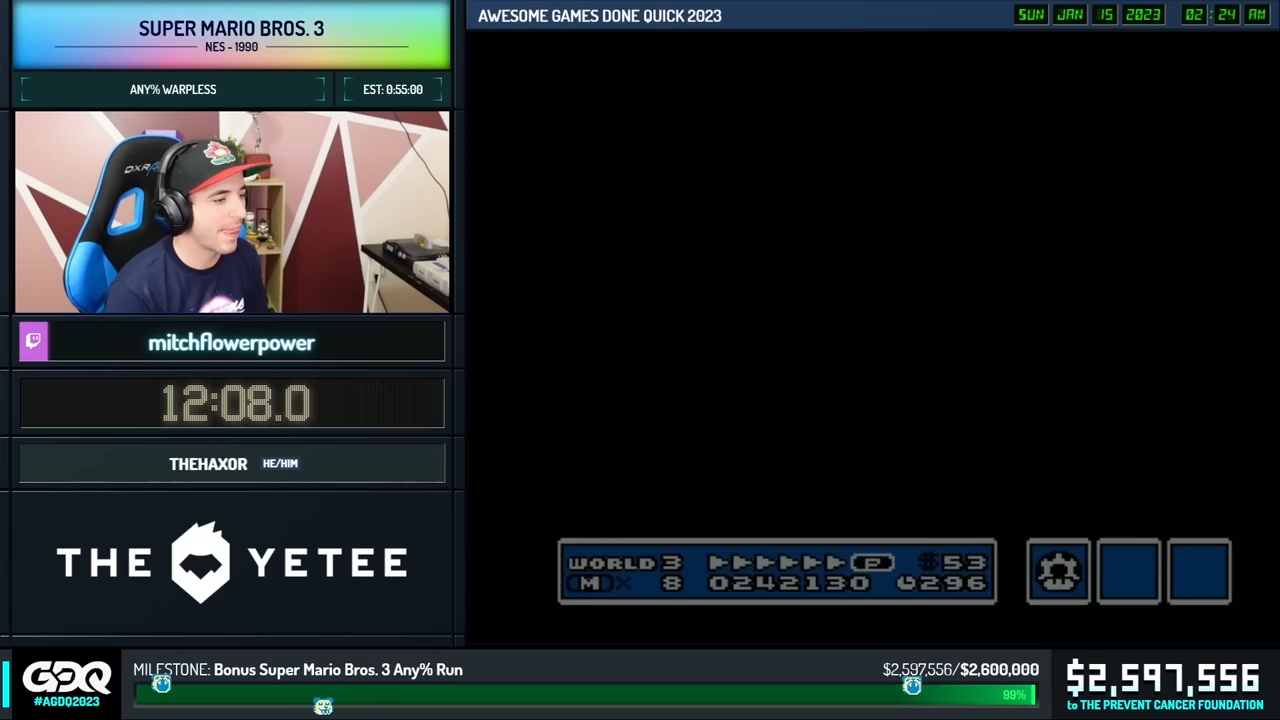 SUPER MARIO BROS. 3
NES - 1990
ANY% WARPLESS
EST: 0:55:00
AWESOME GAMES DONE QUICK 2023
SUN JAN 15 2023 02:24 AM
DXR
mitchflowerpower
12:08.0
THEHAXOR HE/HIM
THE YETEE
WORLD 3 P 53
M 8 0242130 296
GDQ
#AGDQ2023
MILESTONE: Bonus Super Mario Bros. 3 Any% Run
$2,597,556/$2,600,000
99%
$2,597,556
to THE PREVENT CANCER FOUNDATION